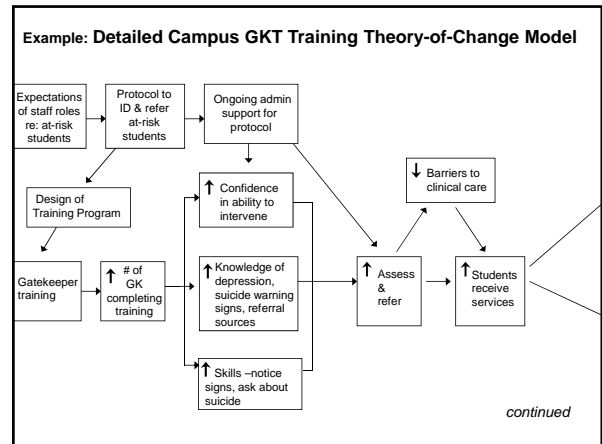 Example: Detailed Campus GKT Training Theory-of-Change Model
Expectations
of staff roles
re: at-risk
students
Protocol to
ID & refer
at-risk
students
Ongoing admin
support for
protocol
↓ Barriers to
clinical care
↑ Confidence
in ability to
intervene
Design of
Training Program
Gatekeeper
training
↑ # of
GK
completing
training
↑ Knowledge of
depression,
suicide warning
signs, referral
sources
↑ Assess
&
refer
↑ Students
receive
services
↑ Skills –notice
signs, ask about
suicide
continued